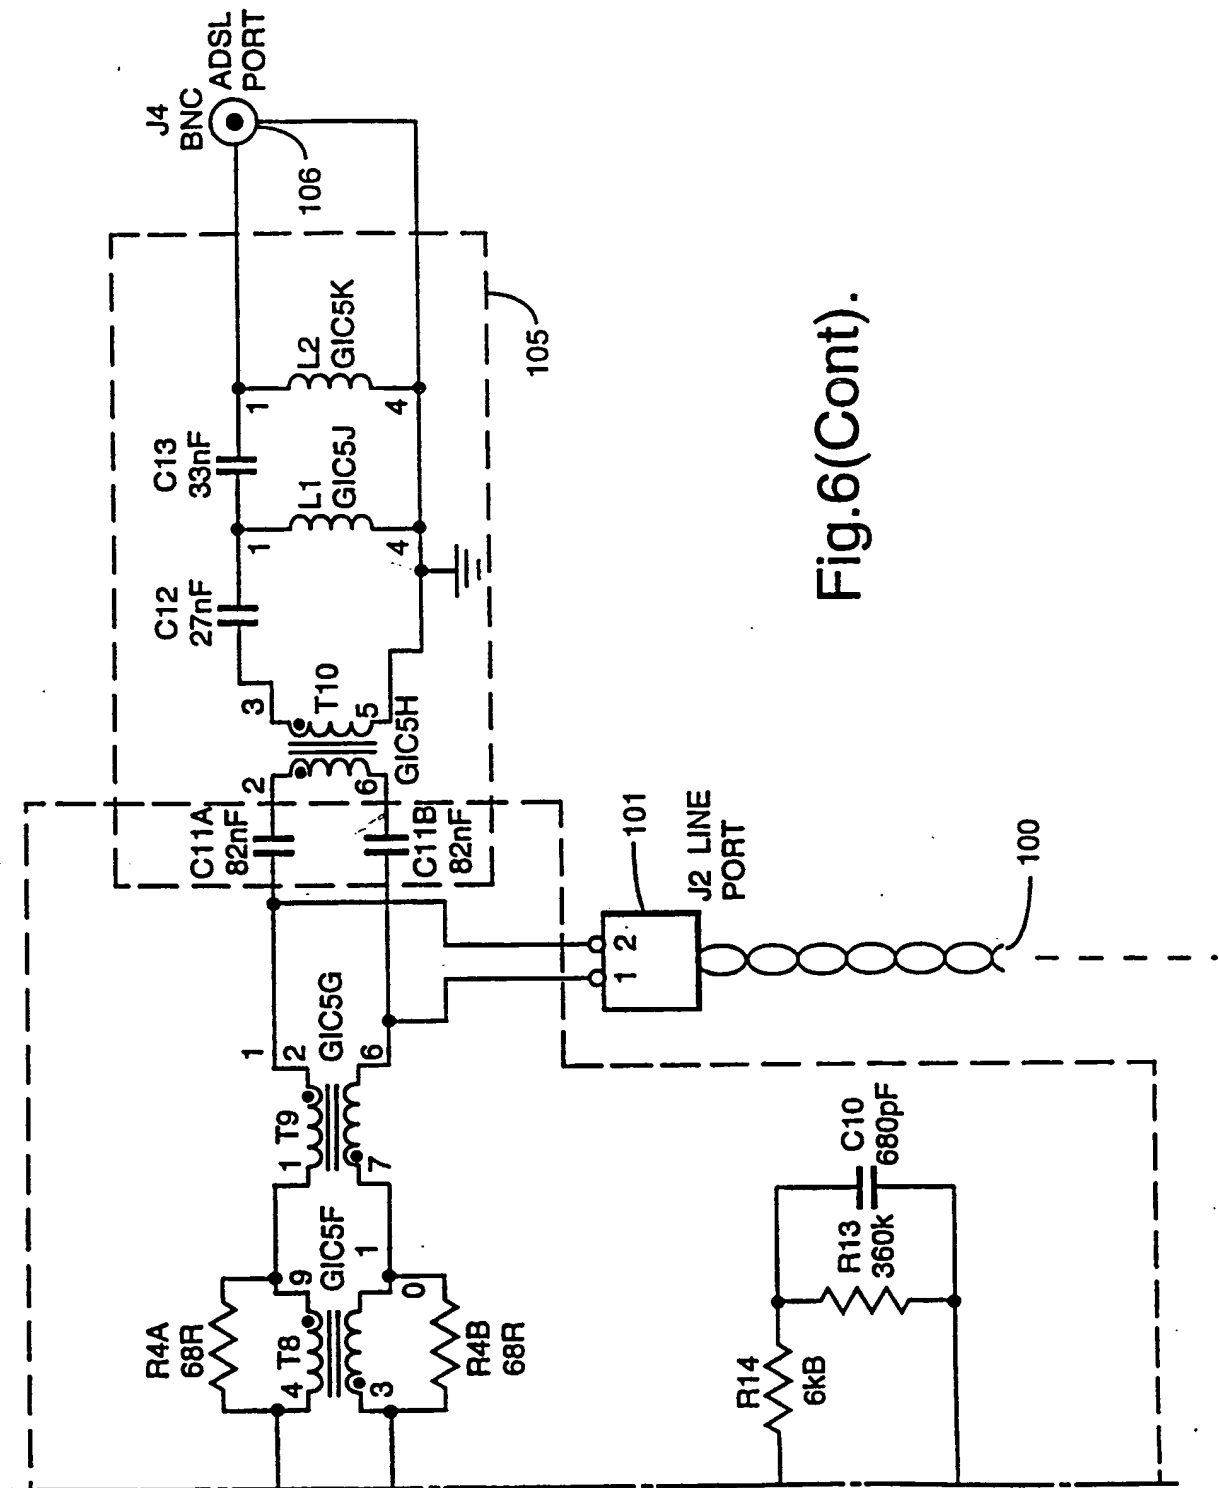 J4
BNC
ADSL
PORT
106
105
C13
33nF
L2
GIC5K
1
4
C12
27nF
L1
GIC5J
1
4
3
T10
5
GIC5H
2
6
C11A
82nF
C11B
82nF
101
J2 LINE
PORT
2
1
100
1
2
GIC5G
6
T9
1
7
R4A
68R
9
GIC5F
1
0
T8
4
3
R4B
68R
C10
680pF
R13
360k
R14
6kB
Fig.6(Cont).